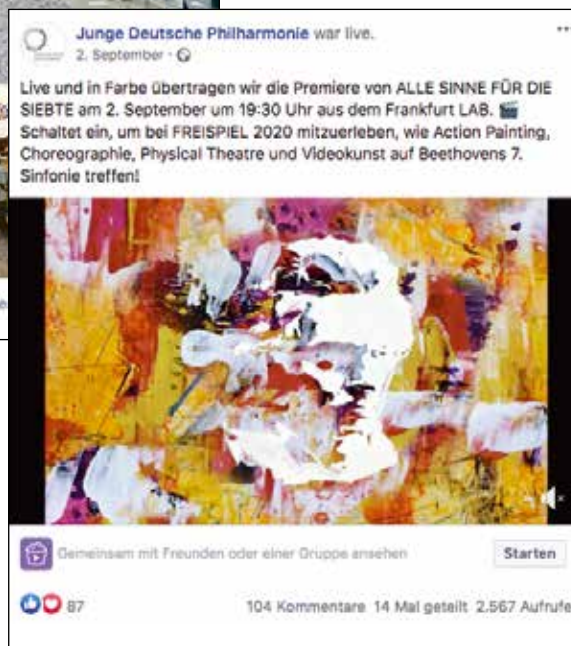 Junge Deutsche Philharmonie war live.
2. September ·
Live und in Farbe übertragen wir die Premiere von ALLE SINNE FÜR DIE
SIEBTE am 2. September um 19:30 Uhr aus dem Frankfurt LAB. 🎬
Schaltet ein, um bei FREISPIEL 2020 mitzuerleben, wie Action Painting,
Choreographie, Physical Theatre und Videokunst auf Beethovens 7.
Sinfonie treffen!
Gemeinsam mit Freunden oder einer Gruppe ansehen
Starten
87
104 Kommentare 14 Mal geteilt 2.567 Aufrufe